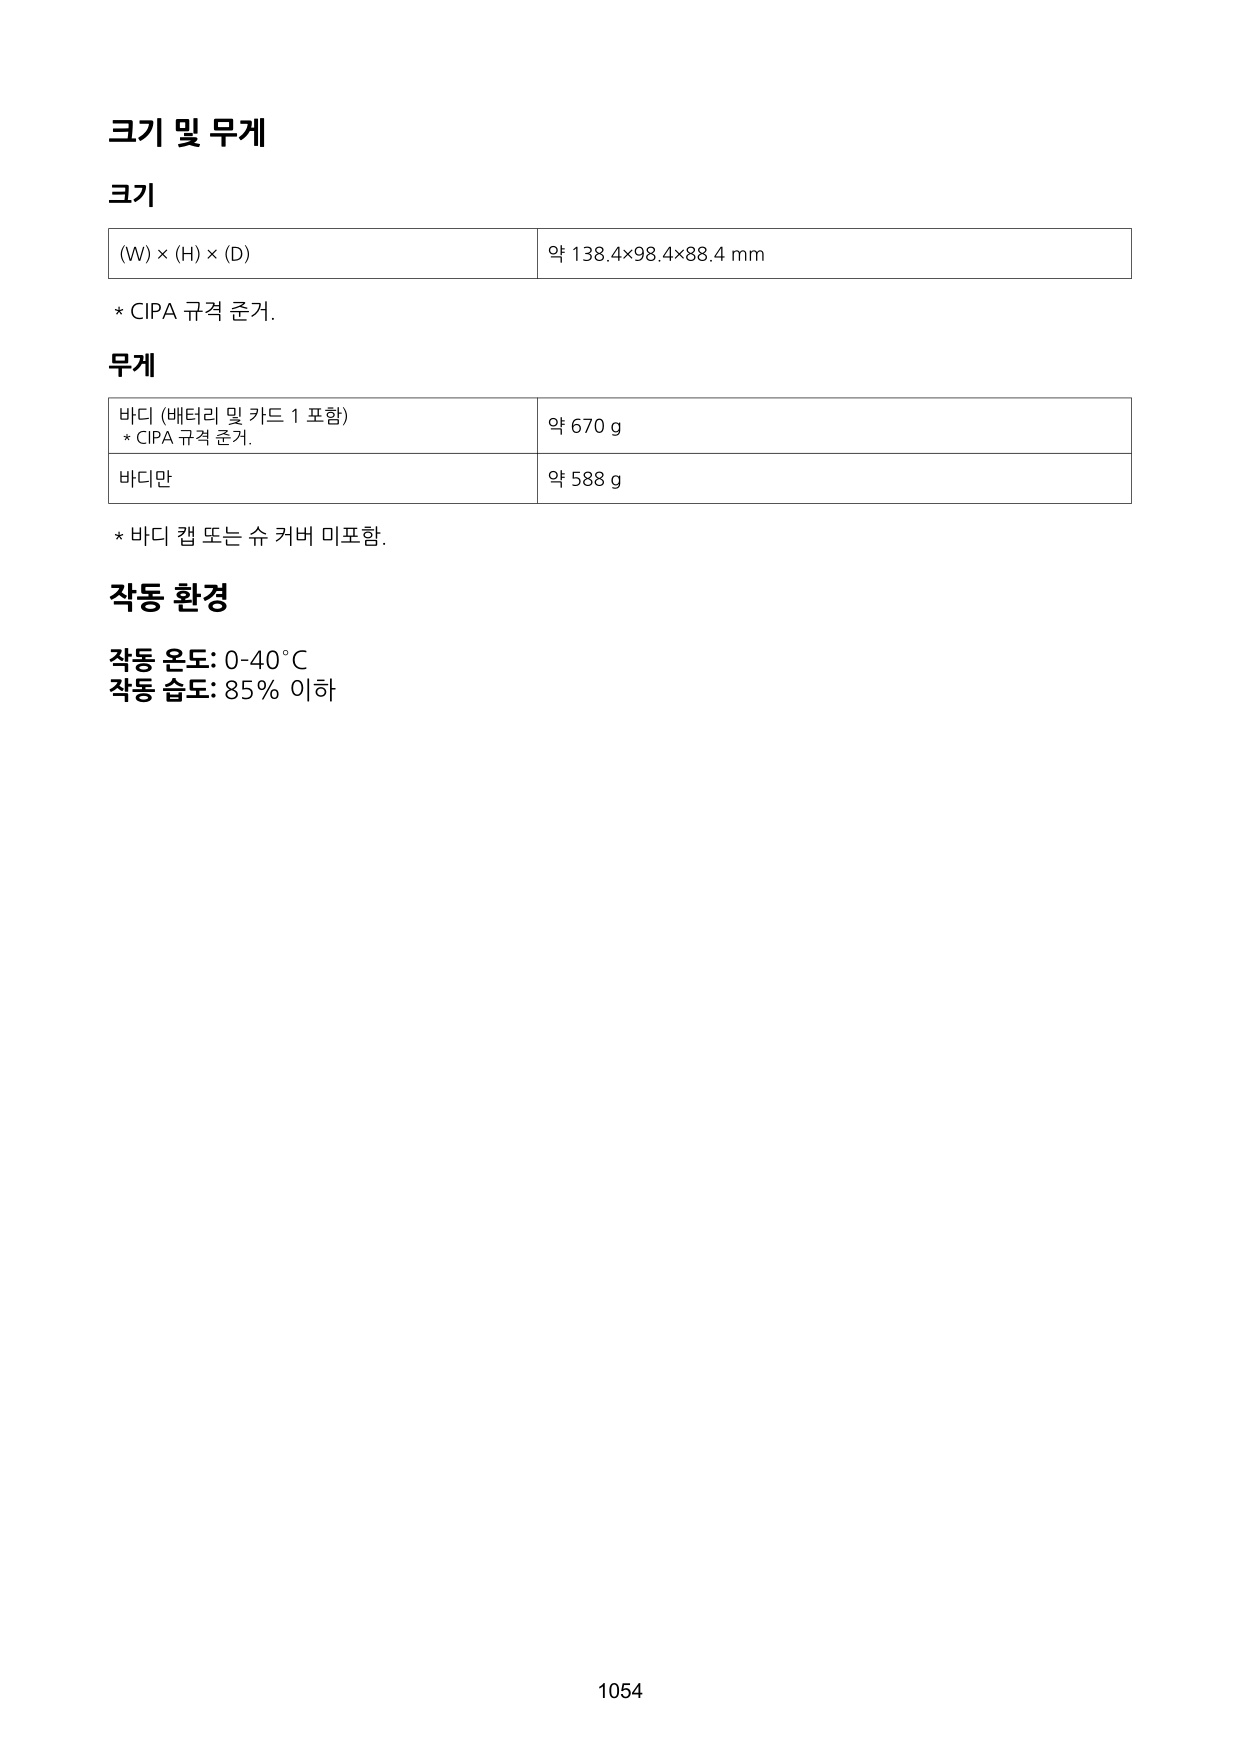 크기 및 무게
크기
(W) × (H) × (D) 약 138.4×98.4×88.4 mm
* CIPA 규격 준거.
무게
바디 (배터리 및 카드 1 포함)
* CIPA 규격 준거.
약 670 g
바디만 약 588 g
* 바디 캡 또는 슈 커버 미포함.
작동 환경
작동 온도: 0-40°C
작동 습도: 85% 이하
1054